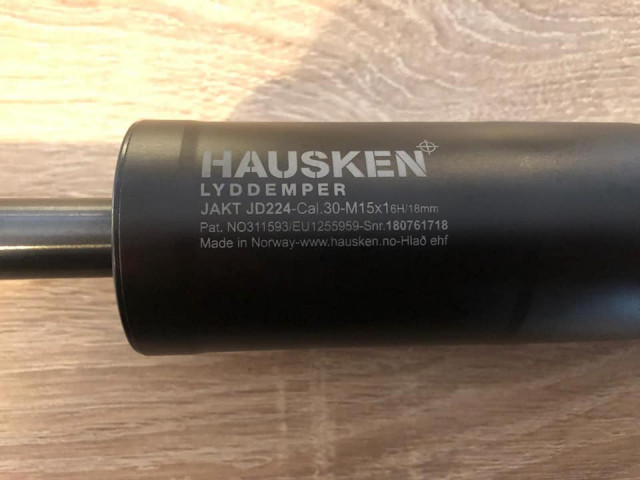 HAUSKEN
LYDDEMPER
JAKT JD224-Cal.30-M15x1 6H/18mm
Pat. NO311593/EU1255959-Snr.180761718
Made in Norway-www.hausken.no-Hlað ehf